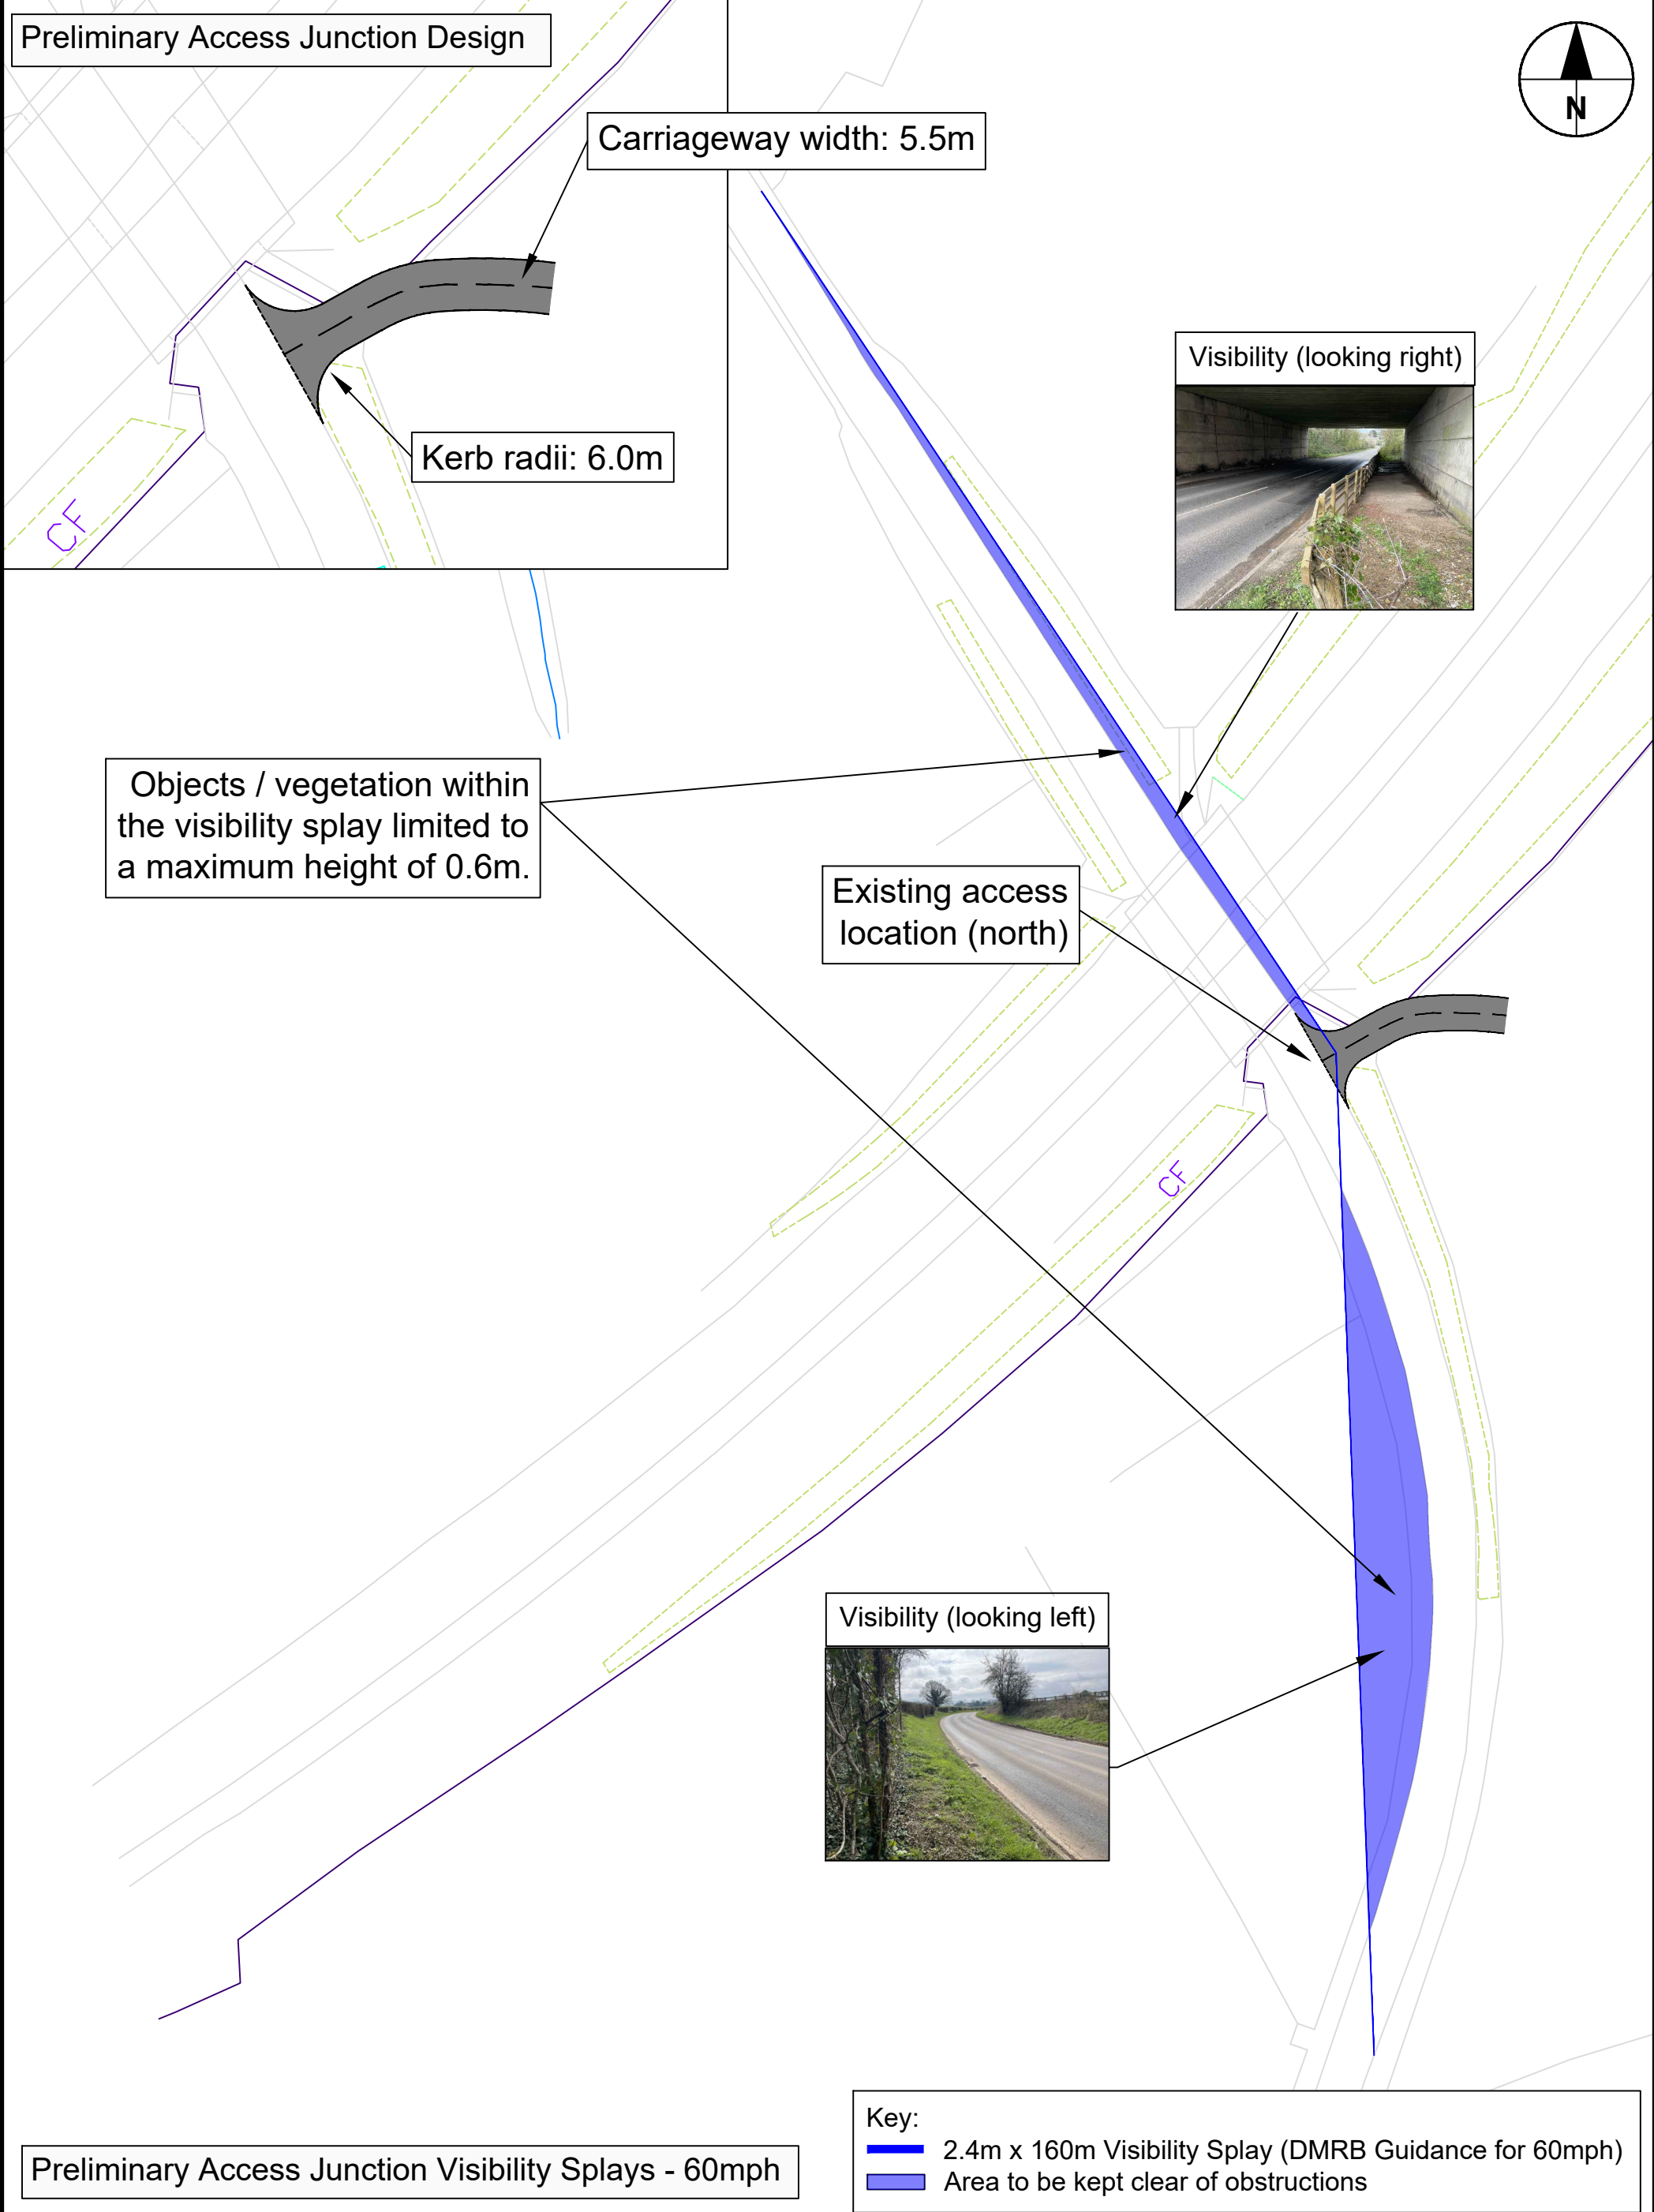 Preliminary Access Junction Design
N
Carriageway width: 5.5m
Kerb radii: 6.0m
CF
Visibility (looking right)
Objects / vegetation within
the visibility splay limited to
a maximum height of 0.6m.
Existing access
location (north)
CF
Visibility (looking left)
Key:
2.4m x 160m Visibility Splay (DMRB Guidance for 60mph)
Area to be kept clear of obstructions
Preliminary Access Junction Visibility Splays - 60mph